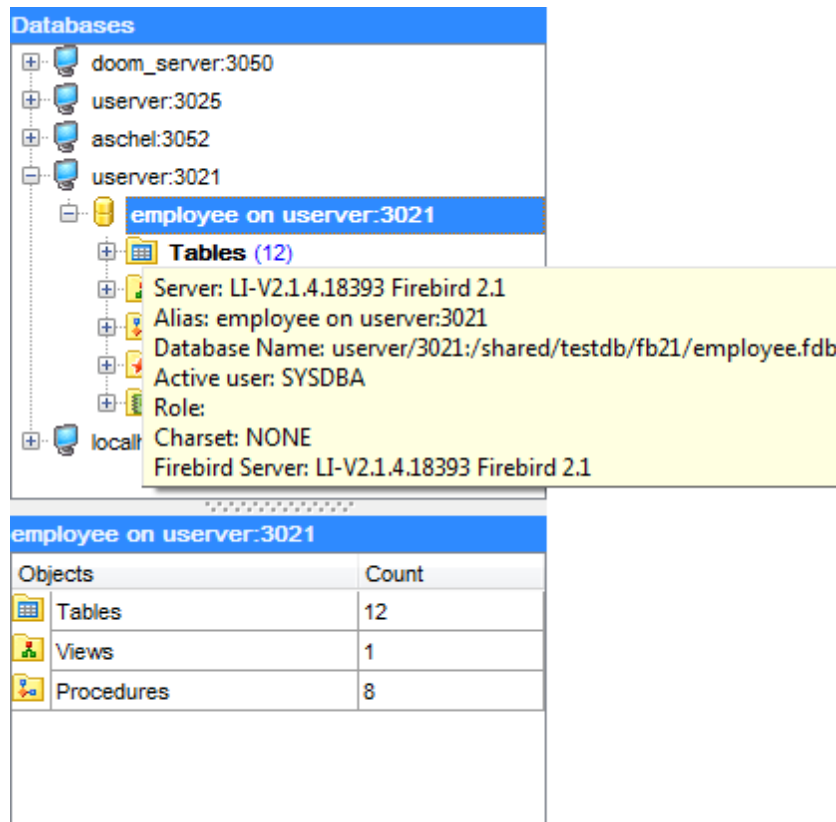 Databases
doom_server:3050
userver:3025
aschel:3052
userver:3021
employee on userver:3021
Tables (12)
Server: LI-V2.1.4.18393 Firebird 2.1
Alias: employee on userver:3021
Database Name: userver/3021:/shared/testdb/fb21/employee.fdb
Active user: SYSDBA
Role:
Charset: NONE
Firebird Server: LI-V2.1.4.18393 Firebird 2.1
employee on userver:3021
Objects Count
Tables 12
Views 1
Procedures 8